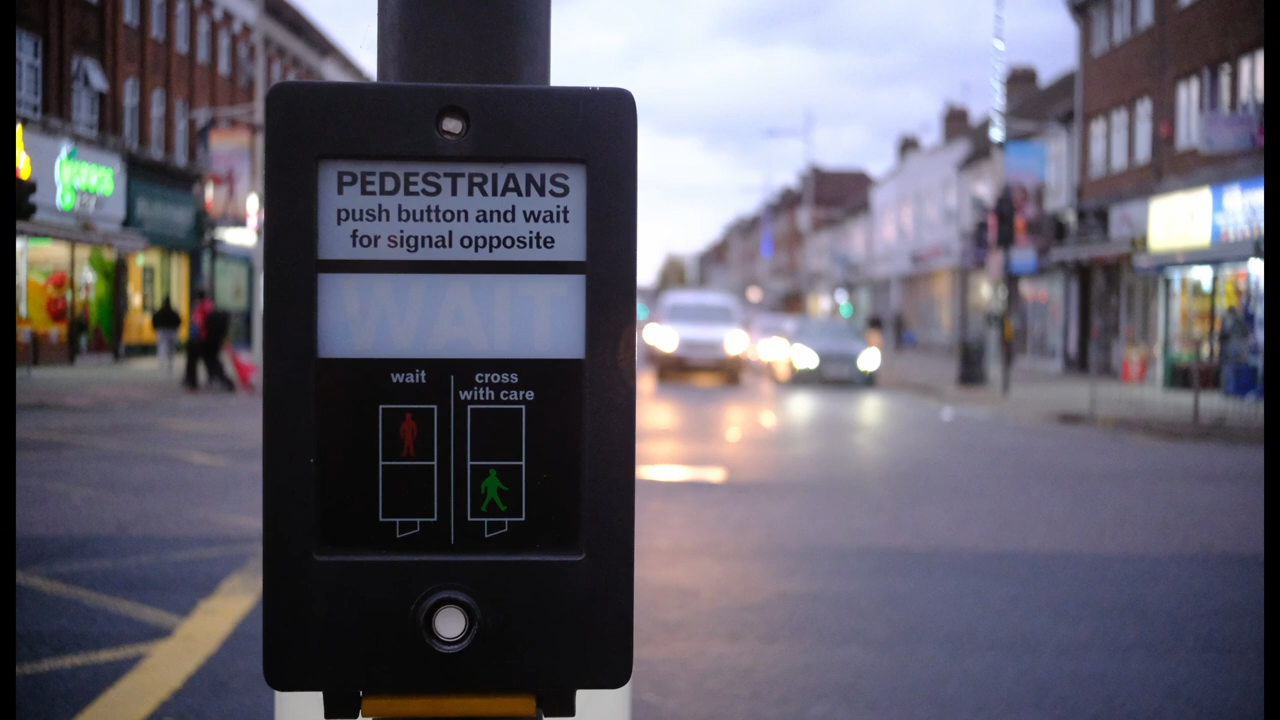 PEDESTRIANS
push button and wait
for signal opposite
WAIT
wait
cross
with care